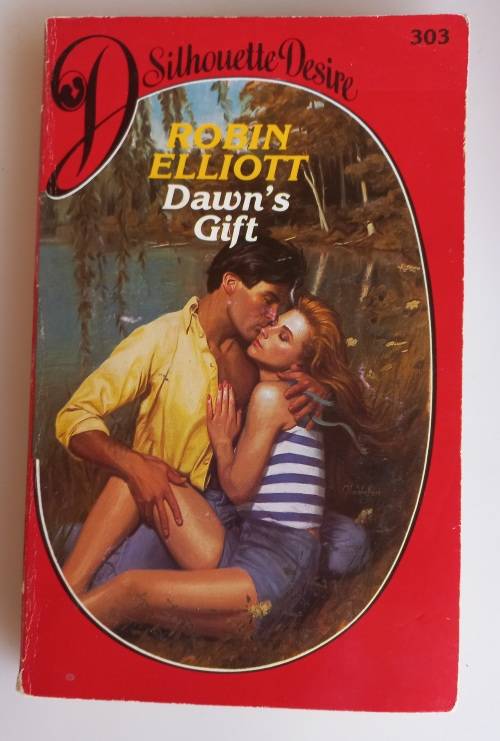 Silhouette Desire
303
ROBIN
ELLIOTT
Dawn's
Gift